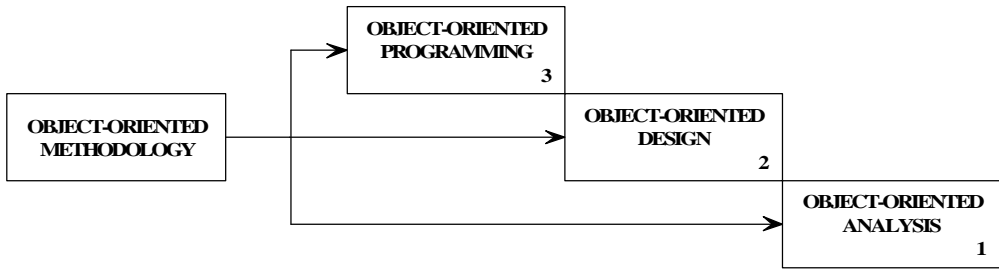 OBJECT-ORIENTED
PROGRAMMING
3
OBJECT-ORIENTED
METHODOLOGY
OBJECT-ORIENTED
DESIGN
2
OBJECT-ORIENTED
ANALYSIS
1